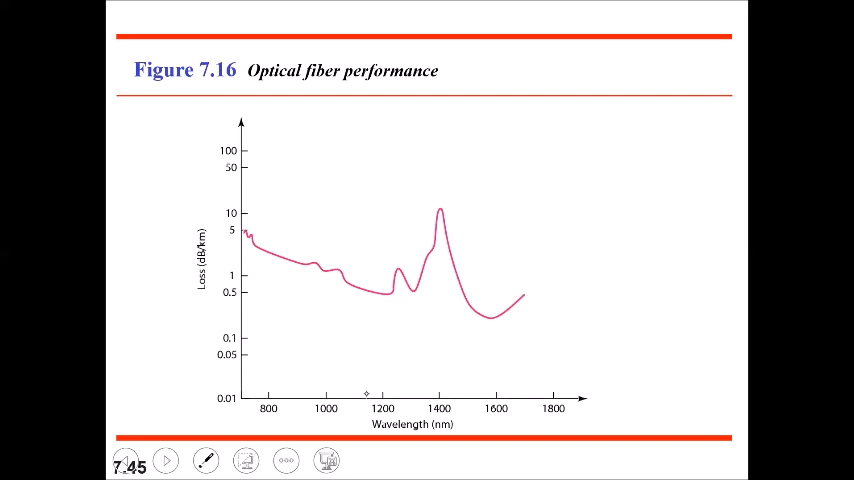 Figure 7.16 Optical fiber performance
100
50
10
5
1
0.5
0.1
0.05
0.01
Loss (dB/km)
800 1000 1200 1400 1600 1800
Wavelength (nm)
7.45